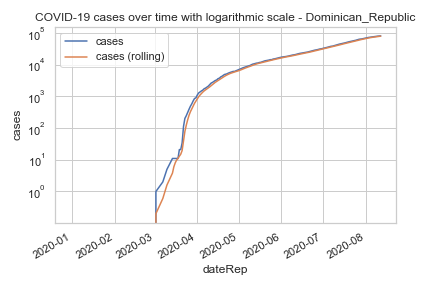 COVID-19 cases over time with logarithmic scale - Dominican_Republic
cases
cases (rolling)
10^5
10^4
10^3
10^2
10^1
10^0
cases
2020-01
2020-02
2020-03
2020-04
2020-05
2020-06
2020-07
2020-08
dateRep